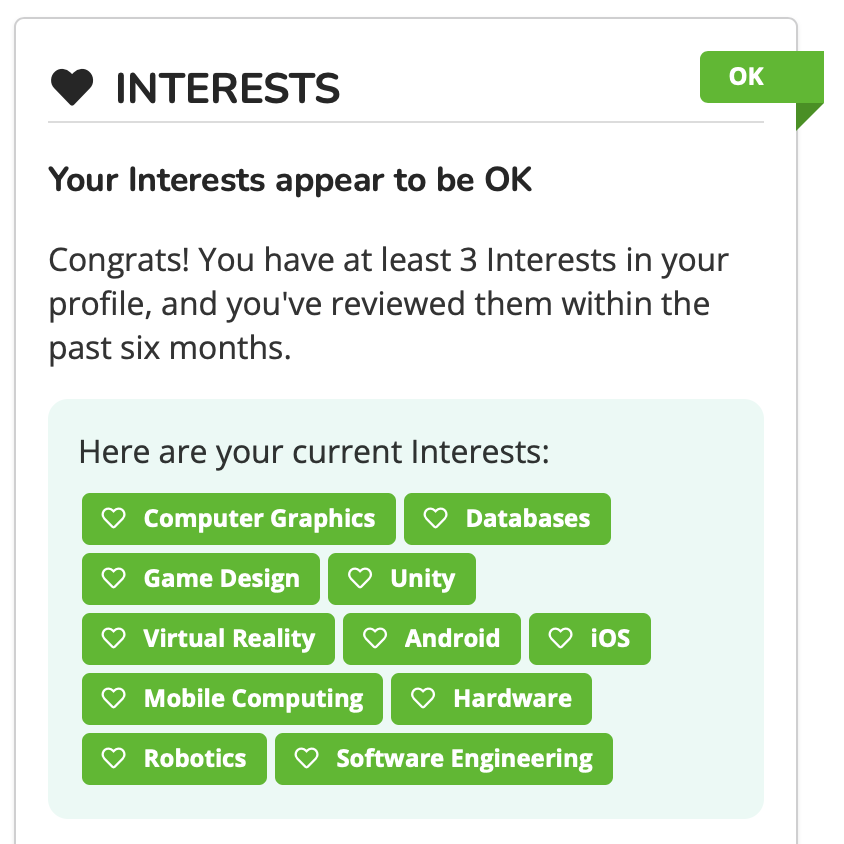 INTERESTS
OK
Your Interests appear to be OK
Congrats! You have at least 3 Interests in your
profile, and you've reviewed them within the
past six months.
Here are your current Interests:
Computer Graphics Databases
Game Design Unity
Virtual Reality Android iOS
Mobile Computing Hardware
Robotics Software Engineering